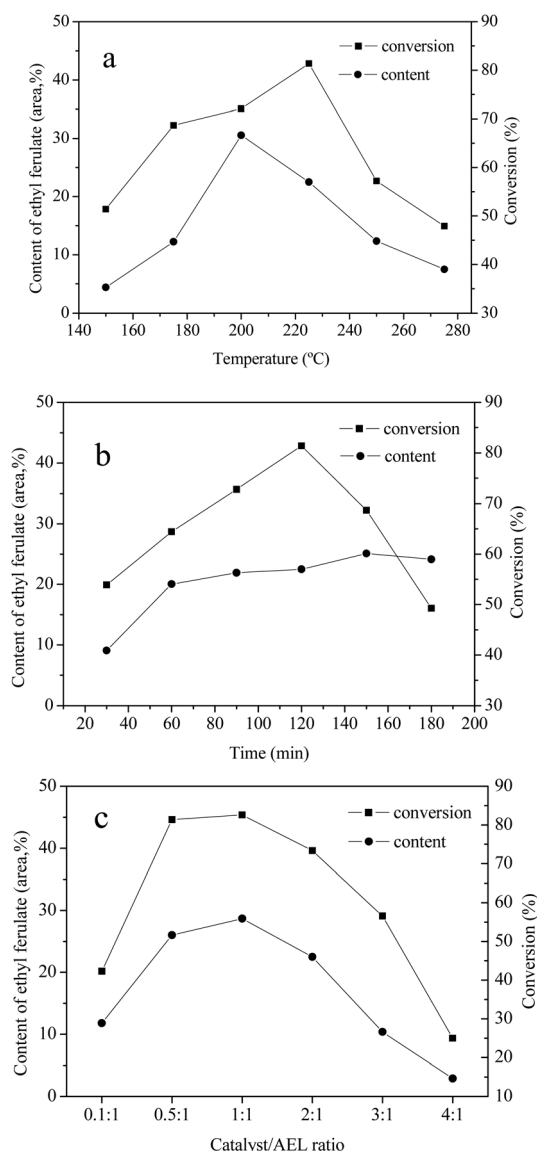 a
conversion
content
Content of ethyl ferulate (area,%)
Conversion (%)
50
40
30
20
10
0
90
80
70
60
50
40
30
140 160 180 200 220 240 260 280
Temperature (ºC)
b
conversion
content
Content of ethyl ferulate (area,%)
Conversion (%)
50
40
30
20
10
0
90
80
70
60
50
40
30
20 40 60 80 100 120 140 160 180 200
Time (min)
c
conversion
content
Content of ethyl ferulate (area,%)
Conversion (%)
50
40
30
20
10
0
90
80
70
60
50
40
30
20
10
0.1:1 0.5:1 1:1 2:1 3:1 4:1
Catalyst/AEL ratio